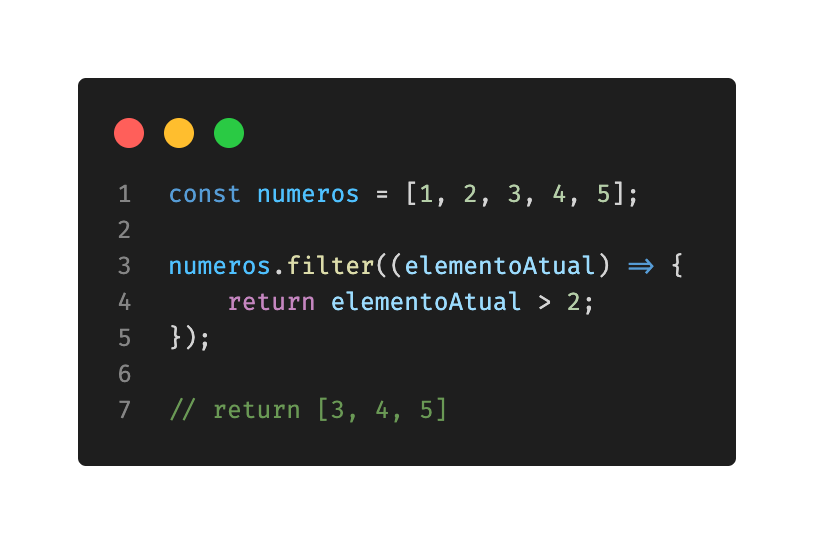 1 const numeros = [1, 2, 3, 4, 5];
2
3 numeros.filter((elementoAtual) => {
4     return elementoAtual > 2;
5 });
6
7 // return [3, 4, 5]